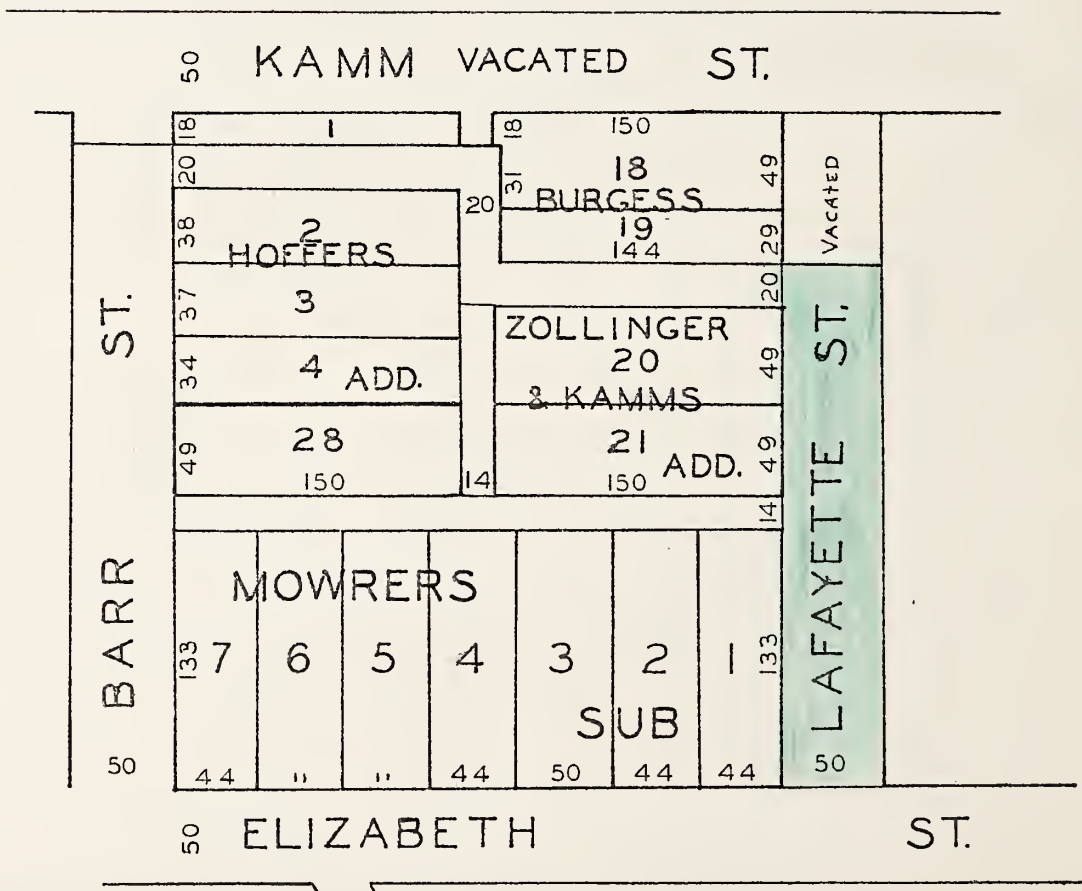 50 KAMM VACATED ST.
18 1 18 150
20 31 18 49
20 BURGESS
38 2 19
HOFFERS 144 29
VACATED
37 3 20
ZOLLINGER
34 4 ADD. 20 49
& KAMMS
49 28 21 49
150 14 150 ADD.
14
MOWRERS
133 7 6 5 4 3 2 1 133
SUB
44 " " 44 50 44 44
BARR ST.
50
LAFAYETTE ST.
50
50 ELIZABETH ST.